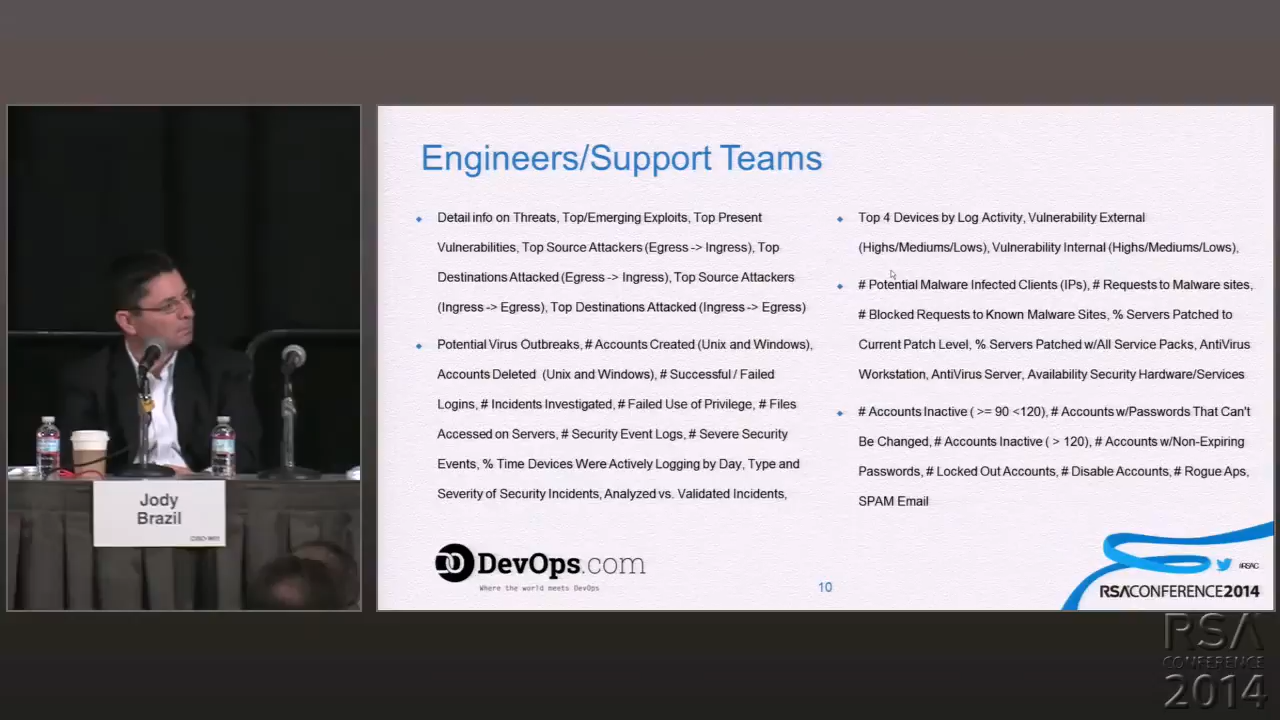 Engineers/Support Teams
Detail info on Threats, Top/Emerging Exploits, Top Present
Vulnerabilities, Top Source Attackers (Egress -> Ingress), Top
Destinations Attacked (Egress -> Ingress), Top Source Attackers
(Ingress -> Egress), Top Destinations Attacked (Ingress -> Egress)
Potential Virus Outbreaks, # Accounts Created (Unix and Windows),
Accounts Deleted (Unix and Windows), # Successful / Failed
Logins, # Incidents Investigated, # Failed Use of Privilege, # Files
Accessed on Servers, # Security Event Logs, # Severe Security
Events, % Time Devices Were Actively Logging by Day, Type and
Severity of Security Incidents, Analyzed vs. Validated Incidents,
Top 4 Devices by Log Activity, Vulnerability External
(Highs/Mediums/Lows), Vulnerability Internal (Highs/Mediums/Lows),
# Potential Malware Infected Clients (IPs), # Requests to Malware sites,
# Blocked Requests to Known Malware Sites, % Servers Patched to
Current Patch Level, % Servers Patched w/All Service Packs, AntiVirus
Workstation, AntiVirus Server, Availability Security Hardware/Services
# Accounts Inactive ( >= 90 <120), # Accounts w/Passwords That Can't
Be Changed, # Accounts Inactive ( > 120), # Accounts w/Non-Expiring
Passwords, # Locked Out Accounts, # Disable Accounts, # Rogue Aps,
SPAM Email
DevOps.com
Where the world meets DevOps
10
#RSAC
RSACONFERENCE2014
Jody
Brazil
RSA
CONFERENCE
2014